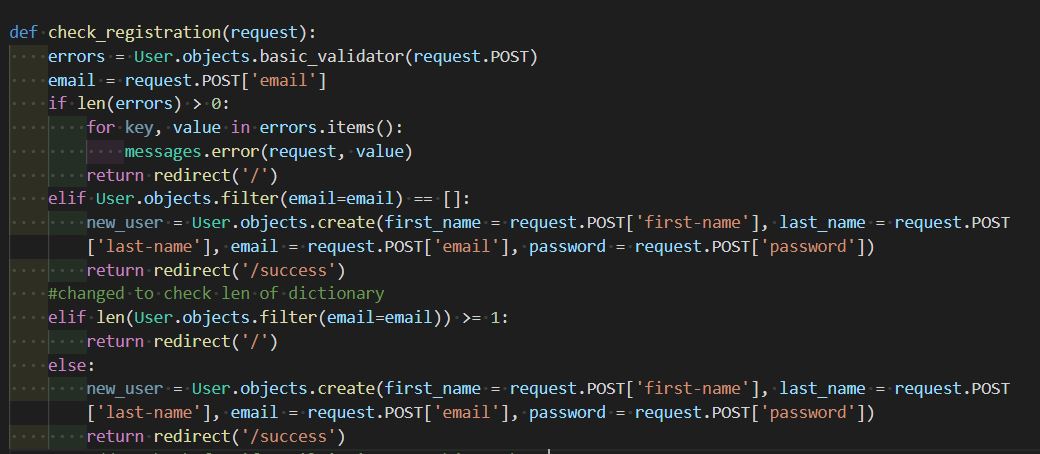 def check_registration(request):
    errors = User.objects.basic_validator(request.POST)
    email = request.POST['email']
    if len(errors) > 0:
        for key, value in errors.items():
            messages.error(request, value)
        return redirect('/')
    elif User.objects.filter(email=email) == []:
        new_user = User.objects.create(first_name = request.POST['first-name'], last_name = request.POST
        ['last-name'], email = request.POST['email'], password = request.POST['password'])
        return redirect('/success')
    #changed to check len of dictionary
    elif len(User.objects.filter(email=email)) >= 1:
        return redirect('/')
    else:
        new_user = User.objects.create(first_name = request.POST['first-name'], last_name = request.POST
        ['last-name'], email = request.POST['email'], password = request.POST['password'])
        return redirect('/success')